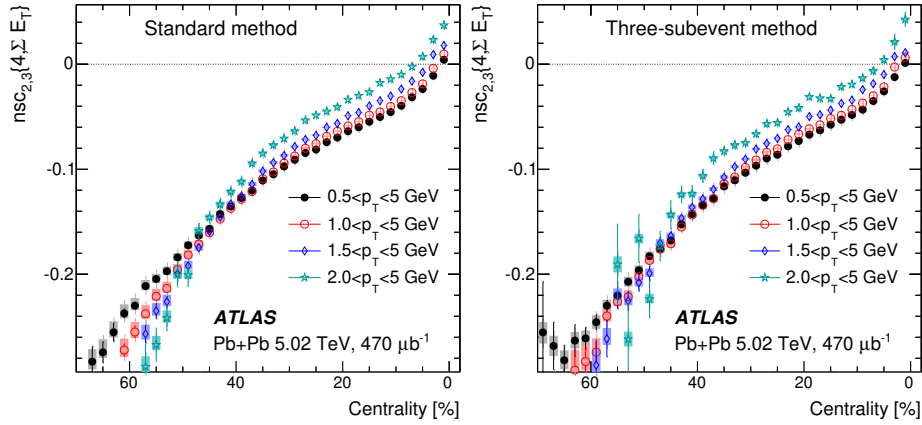 Standard method
nsc2,3{4,Σ ET}
0
-0.1
-0.2
0.5<pT<5 GeV
1.0<pT<5 GeV
1.5<pT<5 GeV
2.0<pT<5 GeV
ATLAS
Pb+Pb 5.02 TeV, 470 μb-1
60 40 20 0
Centrality [%]
Three-subevent method
nsc2,3{4,Σ ET}
0
-0.1
-0.2
0.5<pT<5 GeV
1.0<pT<5 GeV
1.5<pT<5 GeV
2.0<pT<5 GeV
ATLAS
Pb+Pb 5.02 TeV, 470 μb-1
60 40 20 0
Centrality [%]